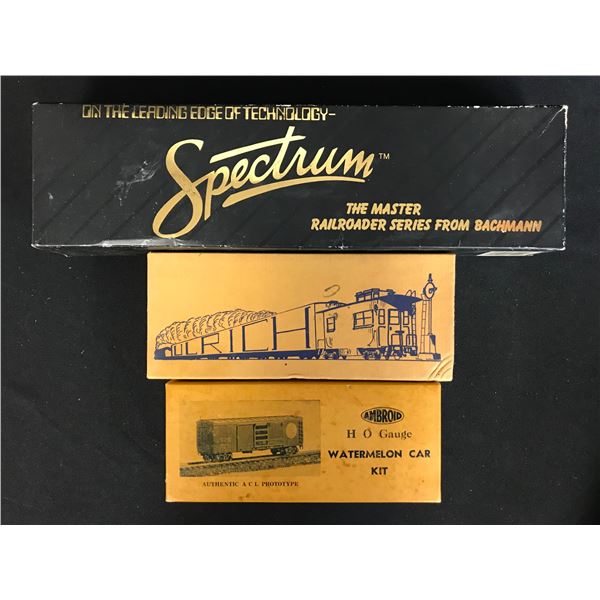 ON THE LEADING EDGE OF TECHNOLOGY-
Spectrum™
THE MASTER
RAILROADER SERIES FROM BACHMANN
AMBROID
H O Gauge
WATERMELON CAR
KIT
AUTHENTIC A C L PROTOTYPE